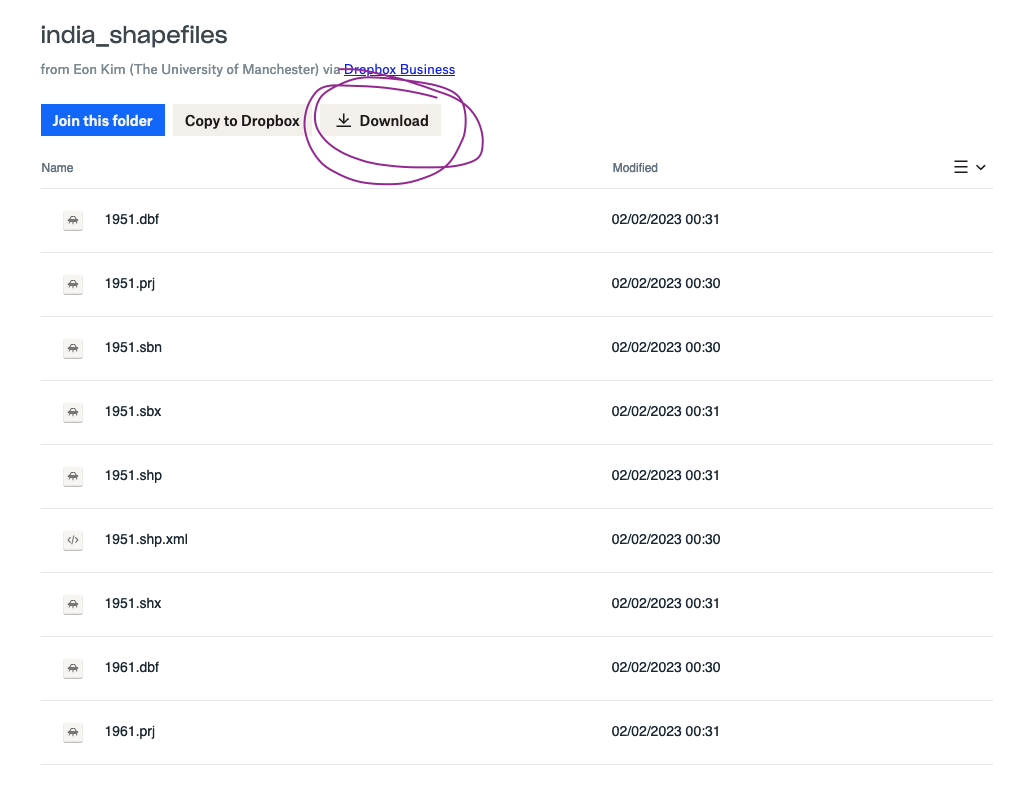 india_shapefiles
from Eon Kim (The University of Manchester) via Dropbox Business
Join this folder Copy to Dropbox Download
Name Modified
1951.dbf 02/02/2023 00:31
1951.prj 02/02/2023 00:30
1951.sbn 02/02/2023 00:30
1951.sbx 02/02/2023 00:31
1951.shp 02/02/2023 00:31
1951.shp.xml 02/02/2023 00:30
1951.shx 02/02/2023 00:31
1961.dbf 02/02/2023 00:30
1961.prj 02/02/2023 00:31